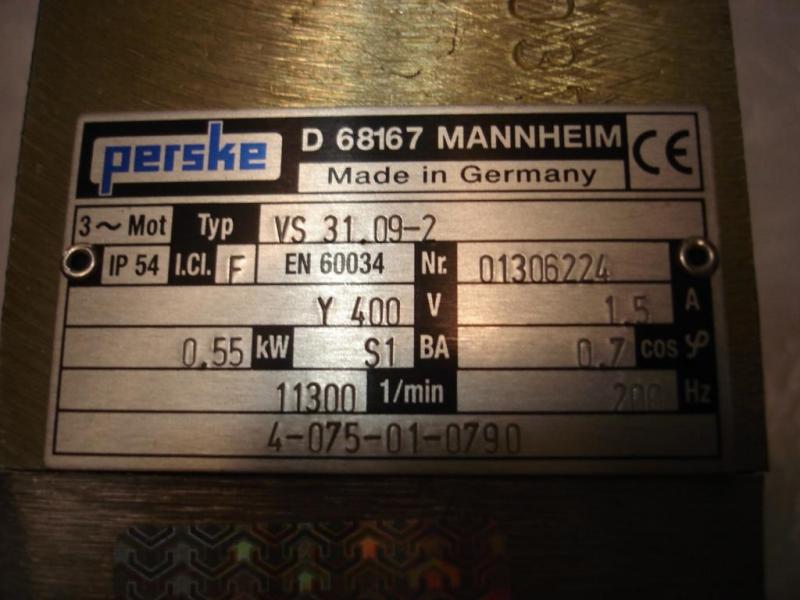 perske D 68167 MANNHEIM CE
Made in Germany
3~ Mot Typ VS 31.09-2
IP 54 I.Cl. F EN 60034 Nr. 01306224
Y 400 V 1.5 A
0.55 kW S1 BA 0.7 cos φ
11300 1/min 200 Hz
4-075-01-0790